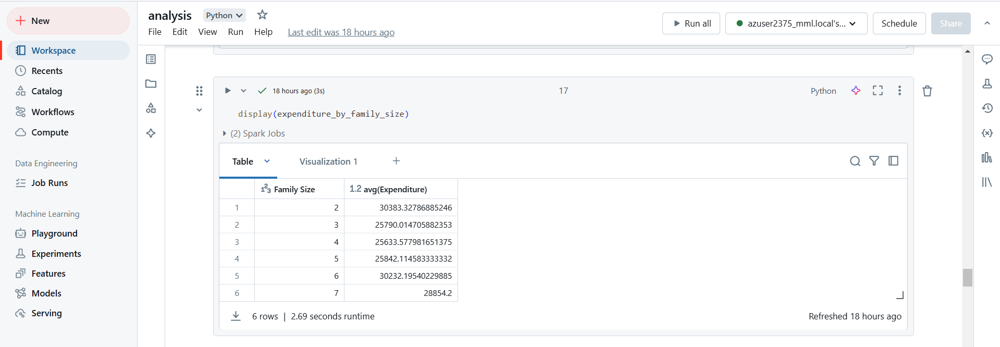 New
Workspace
Recents
Catalog
Workflows
Compute
Data Engineering
Job Runs
Machine Learning
Playground
Experiments
Features
Models
Serving
analysis Python
File Edit View Run Help Last edit was 18 hours ago
Run all azuser2375_mml.local's... Schedule Share
18 hours ago (3s) 17 Python
display(expenditure_by_family_size)
(2) Spark Jobs
Table Visualization 1 +
1²3 Family Size 1.2 avg(Expenditure)
1 2 30383.32786885246
2 3 25790.014705882353
3 4 25633.577981651375
4 5 25842.114583333332
5 6 30232.19540229885
6 7 28854.2
6 rows | 2.69 seconds runtime Refreshed 18 hours ago